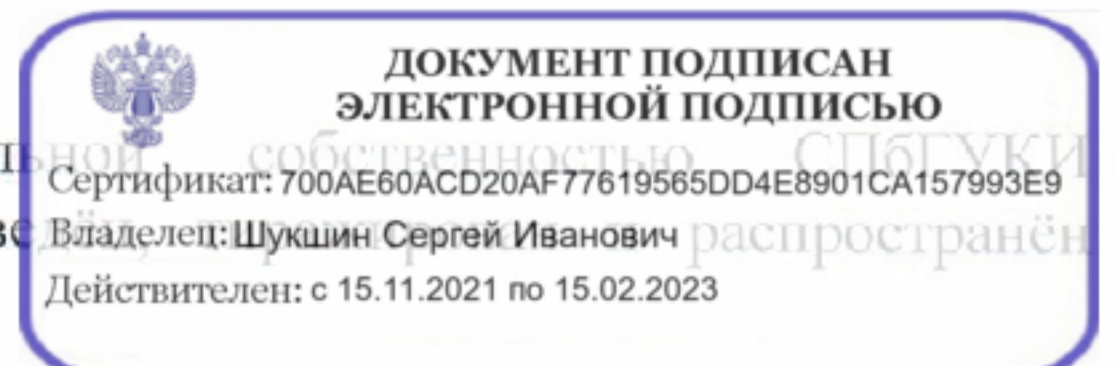 ДОКУМЕНТ ПОДПИСАН
ЭЛЕКТРОННОЙ ПОДПИСЬЮ
собственностью СПбГУКИ
Сертификат: 700AE60ACD20AF77619565DD4E8901CA157993E9
распространён
Владелец: Шукшин Сергей Иванович
Действителен: с 15.11.2021 по 15.02.2023